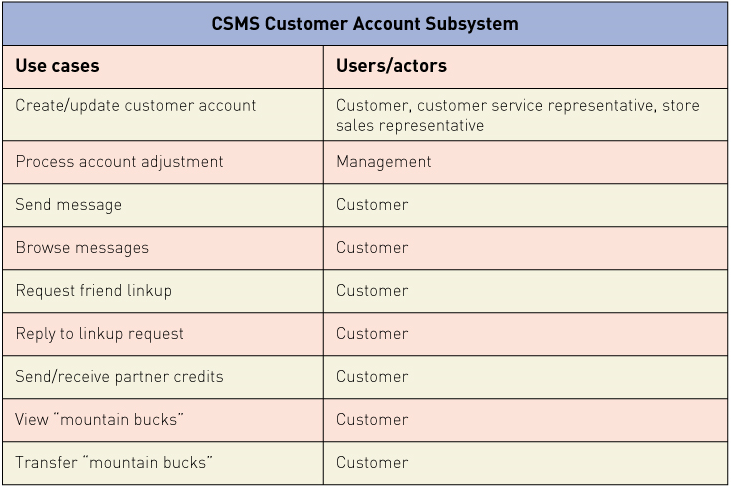 CSMS Customer Account Subsystem
Use cases Users/actors
Create/update customer account Customer, customer service representative, store
sales representative
Process account adjustment Management
Send message Customer
Browse messages Customer
Request friend linkup Customer
Reply to linkup request Customer
Send/receive partner credits Customer
View “mountain bucks” Customer
Transfer “mountain bucks” Customer